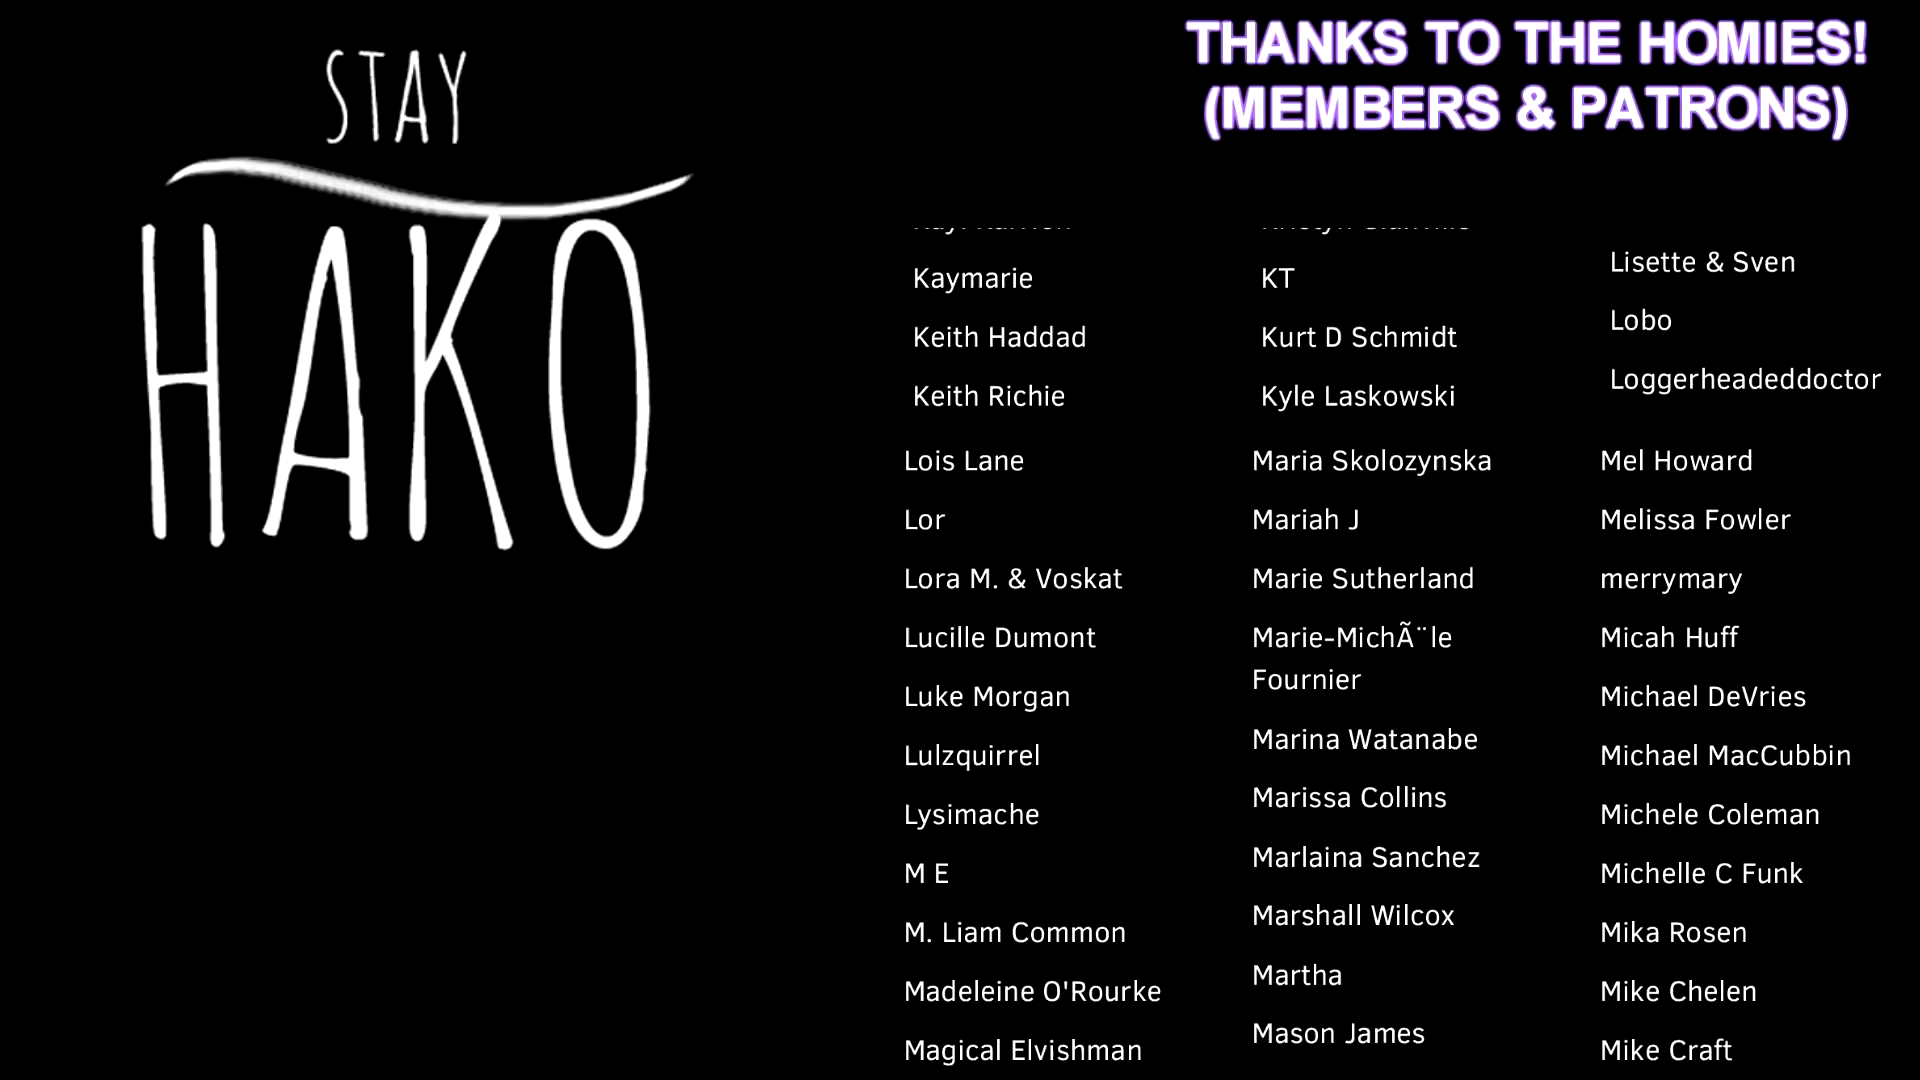 STAY
HAKO
THANKS TO THE HOMIES!
(MEMBERS & PATRONS)
Kaymarie
Keith Haddad
Keith Richie
KT
Kurt D Schmidt
Kyle Laskowski
Lisette & Sven
Lobo
Loggerheadeddoctor
Lois Lane
Lor
Lora M. & Voskat
Lucille Dumont
Luke Morgan
Lulzquirrel
Lysimache
M E
M. Liam Common
Madeleine O'Rourke
Magical Elvishman
Maria Skolozynska
Mariah J
Marie Sutherland
Marie-MichÃ¨le
Fournier
Marina Watanabe
Marissa Collins
Marlaina Sanchez
Marshall Wilcox
Martha
Mason James
Mel Howard
Melissa Fowler
merrymary
Micah Huff
Michael DeVries
Michael MacCubbin
Michele Coleman
Michelle C Funk
Mika Rosen
Mike Chelen
Mike Craft